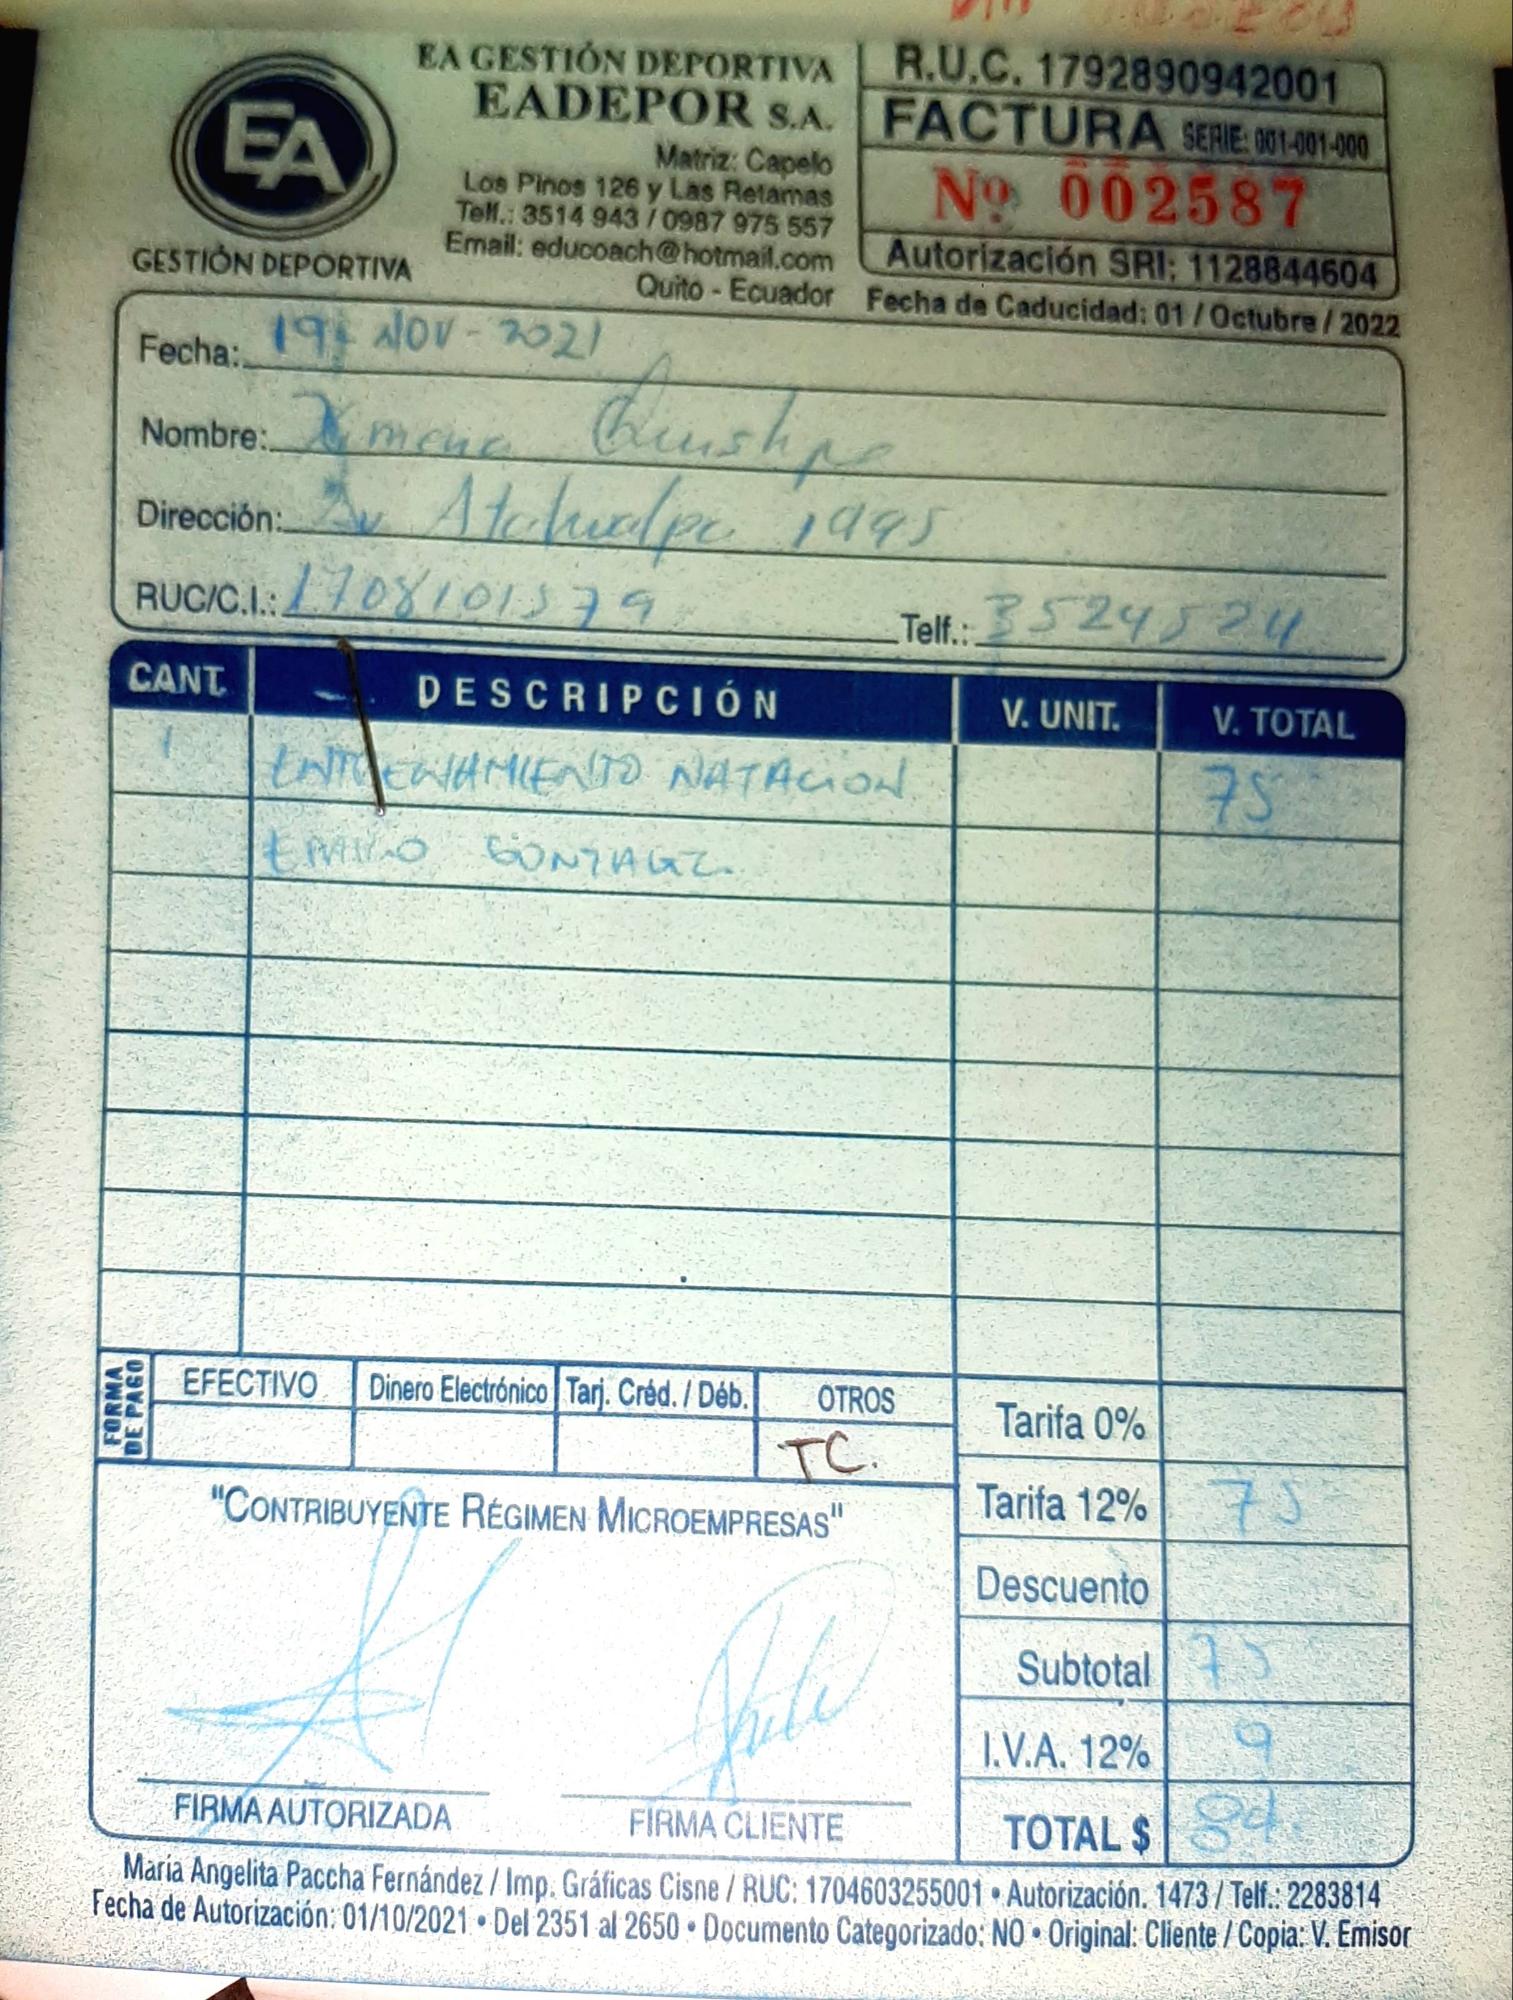 EA GESTIÓN DEPORTIVA
EADEPOR S.A.
Matriz: Capelo
Los Pinos 126 y Las Retamas
Telf.: 3514 943 / 0987 975 557
Email: educoach@hotmail.com
Quito - Ecuador
EA
GESTIÓN DEPORTIVA
R.U.C. 1792890942001
FACTURA SERIE: 001-001-000
Nº 002587
Autorización SRI: 1128844604
Fecha de Caducidad: 01 / Octubre / 2022
Fecha: 19 - NOV - 2021
Nombre: Ximena Quishpe
Dirección: Av Atahualpa 1995
RUC/C.I.: 1708101579 Telf.: 3524524
CANT. DESCRIPCIÓN V. UNIT. V. TOTAL
1 ENTRENAMIENTO NATACION 75
EMILIO GONZALEZ
FORMA DE PAGO
EFECTIVO Dinero Electrónico Tarj. Créd. / Déb. OTROS
TC.
Tarifa 0%
Tarifa 12% 75
Descuento
Subtotal 75
I.V.A. 12% 9
TOTAL $ 84.
"CONTRIBUYENTE RÉGIMEN MICROEMPRESAS"
FIRMA AUTORIZADA FIRMA CLIENTE
María Angelita Paccha Fernández / Imp. Gráficas Cisne / RUC: 1704603255001 • Autorización. 1473 / Telf.: 2283814
Fecha de Autorización: 01/10/2021 • Del 2351 al 2650 • Documento Categorizado: NO • Original: Cliente / Copia: V. Emisor